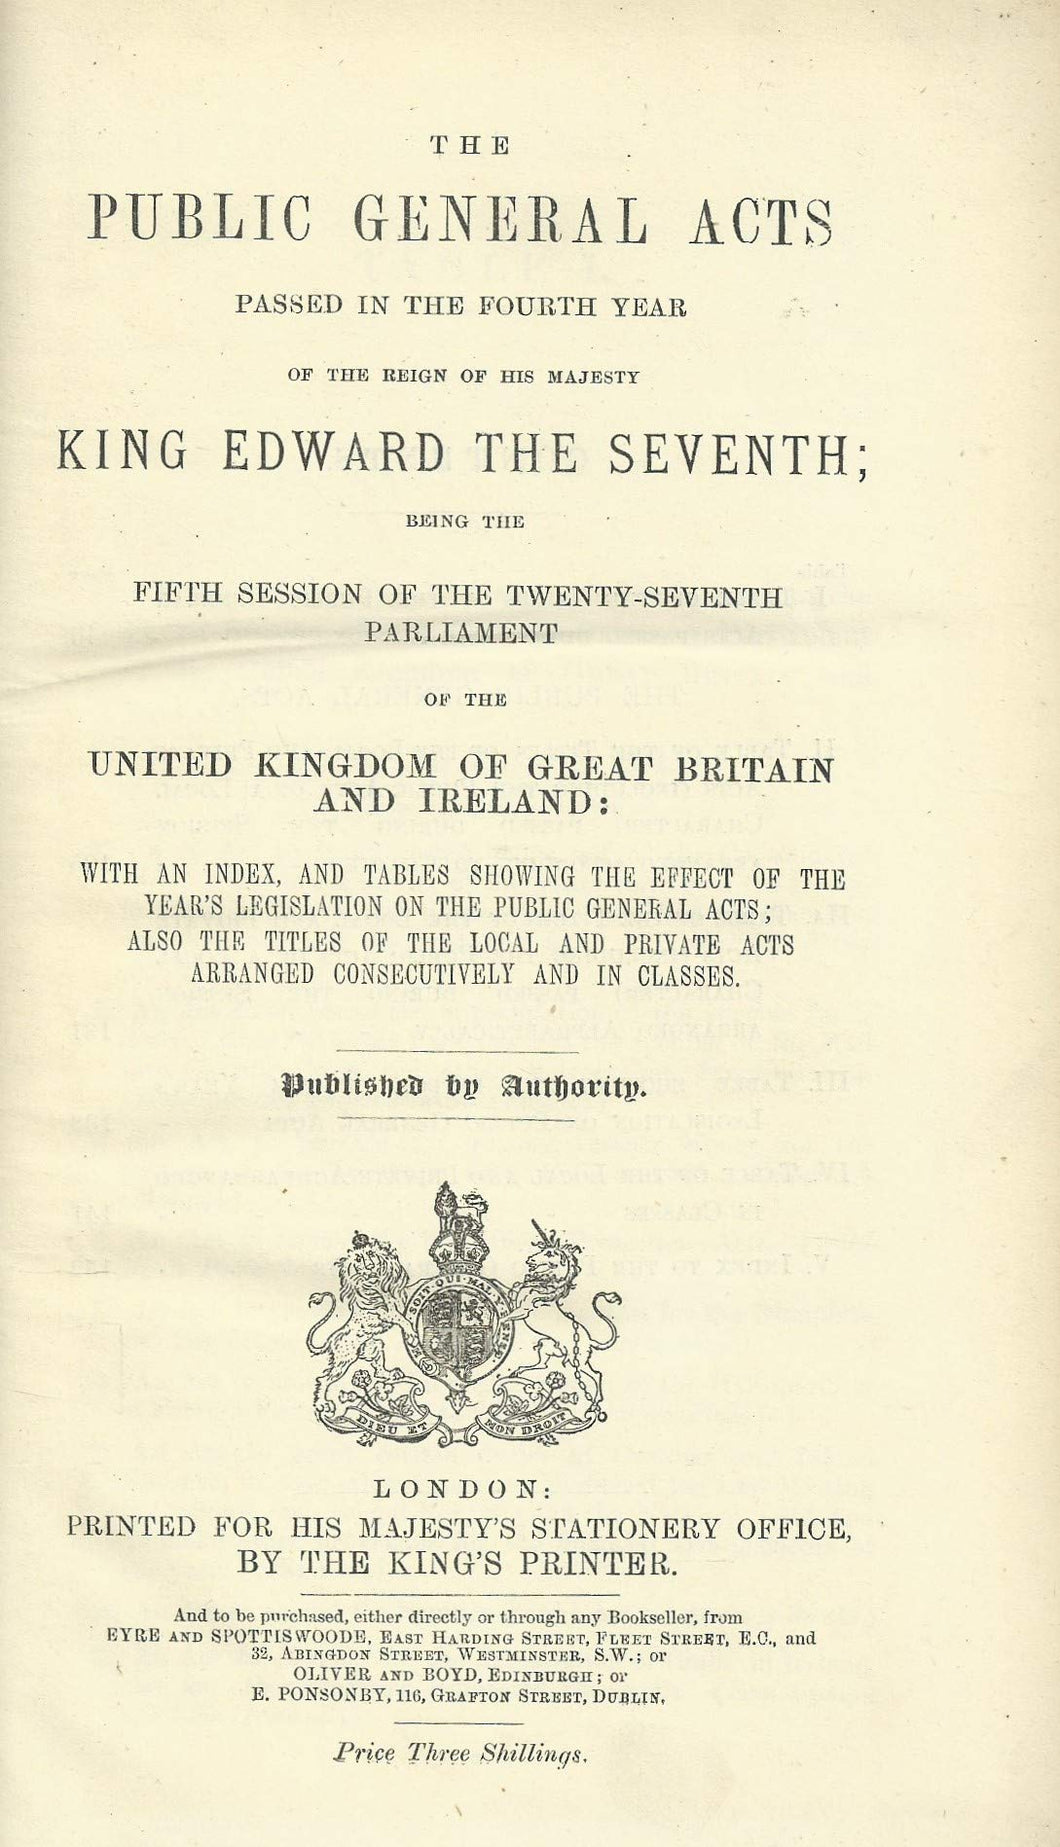 THE
PUBLIC GENERAL ACTS
PASSED IN THE FOURTH YEAR
OF THE REIGN OF HIS MAJESTY
KING EDWARD THE SEVENTH;
BEING THE
FIFTH SESSION OF THE TWENTY-SEVENTH
PARLIAMENT
OF THE
UNITED KINGDOM OF GREAT BRITAIN
AND IRELAND:
WITH AN INDEX, AND TABLES SHOWING THE EFFECT OF THE
YEAR'S LEGISLATION ON THE PUBLIC GENERAL ACTS;
ALSO THE TITLES OF THE LOCAL AND PRIVATE ACTS
ARRANGED CONSECUTIVELY AND IN CLASSES.
Published by Authority.
SOIT QUI MAL Y PENSE
DIEU ET MON DROIT
LONDON:
PRINTED FOR HIS MAJESTY'S STATIONERY OFFICE,
BY THE KING'S PRINTER.
And to be purchased, either directly or through any Bookseller, from
EYRE AND SPOTTISWOODE, EAST HARDING STREET, FLEET STREET, E.C., and
32, ABINGDON STREET, WESTMINSTER, S.W.; or
OLIVER AND BOYD, EDINBURGH; or
E. PONSONBY, 116, GRAFTON STREET, DUBLIN.
Price Three Shillings.